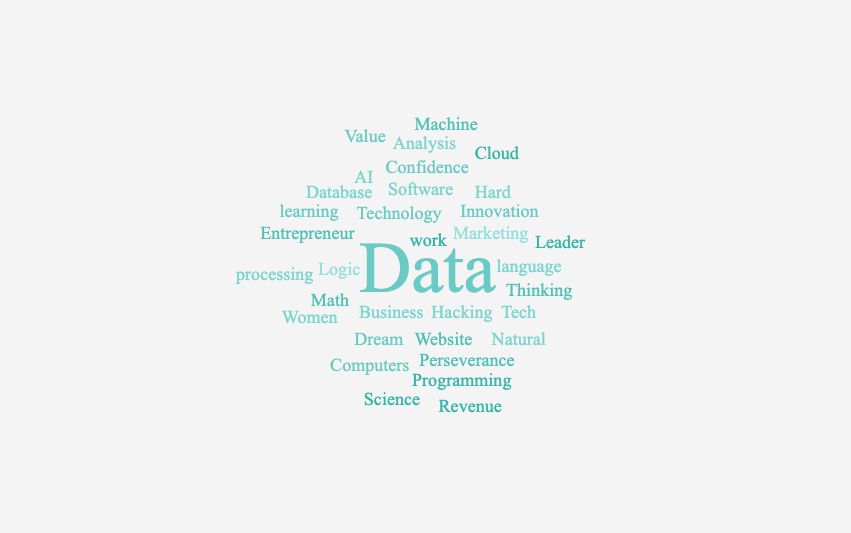 Machine
Value
Analysis
Cloud
Confidence
AI
Database
Software
Hard
learning
Technology
Innovation
Entrepreneur
work
Marketing
Leader
Data
language
processing
Logic
Thinking
Math
Women
Business
Hacking
Tech
Dream
Website
Natural
Computers
Perseverance
Programming
Science
Revenue